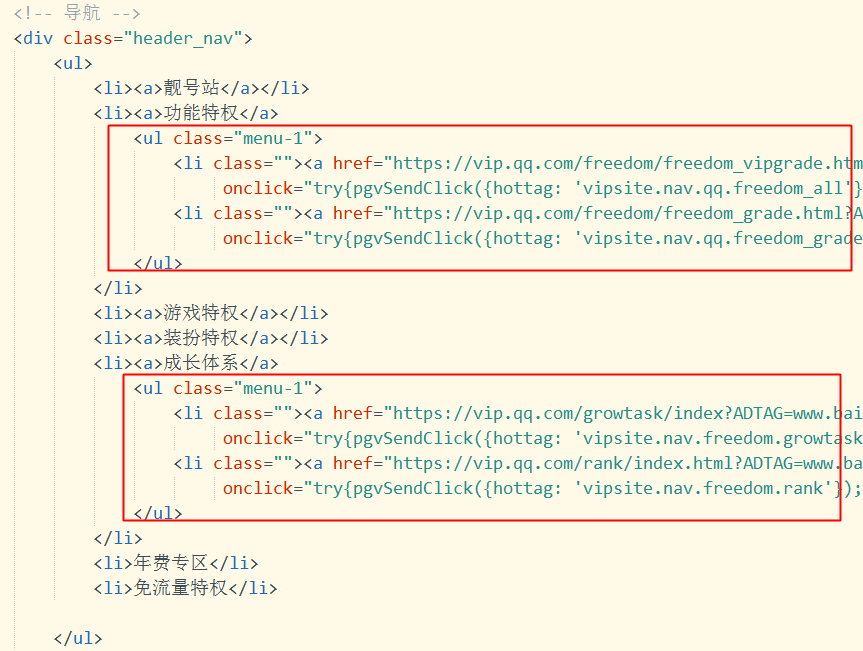 <!-- 导航 -->
<div class="header_nav">
<ul>
<li><a>靓号站</a></li>
<li><a>功能特权</a>
<ul class="menu-1">
<li class=""><a href="https://vip.qq.com/freedom/freedom_vipgrade.htm
onclick="try{pgvSendClick({hottag: 'vipsite.nav.qq.freedom_all'}
<li class=""><a href="https://vip.qq.com/freedom/freedom_grade.html?A
onclick="try{pgvSendClick({hottag: 'vipsite.nav.qq.freedom_grade
</ul>
</li>
<li><a>游戏特权</a></li>
<li><a>装扮特权</a></li>
<li><a>成长体系</a>
<ul class="menu-1">
<li class=""><a href="https://vip.qq.com/growtask/index?ADTAG=www.bai
onclick="try{pgvSendClick({hottag: 'vipsite.nav.freedom.growtask
<li class=""><a href="https://vip.qq.com/rank/index.html?ADTAG=www.ba
onclick="try{pgvSendClick({hottag: 'vipsite.nav.freedom.rank'});
</ul>
</li>
<li>年费专区</li>
<li>免流量特权</li>
</ul>